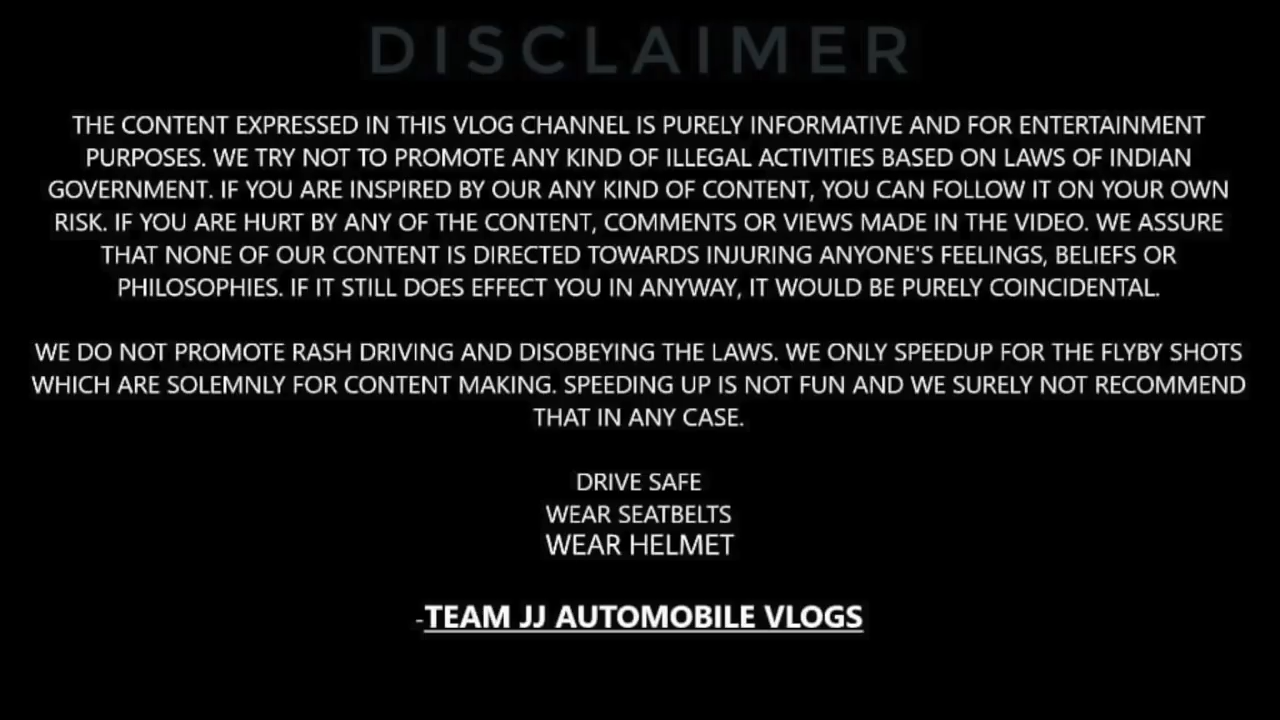 DISCLAIMER
THE CONTENT EXPRESSED IN THIS VLOG CHANNEL IS PURELY INFORMATIVE AND FOR ENTERTAINMENT
PURPOSES. WE TRY NOT TO PROMOTE ANY KIND OF ILLEGAL ACTIVITIES BASED ON LAWS OF INDIAN
GOVERNMENT. IF YOU ARE INSPIRED BY OUR ANY KIND OF CONTENT, YOU CAN FOLLOW IT ON YOUR OWN
RISK. IF YOU ARE HURT BY ANY OF THE CONTENT, COMMENTS OR VIEWS MADE IN THE VIDEO. WE ASSURE
THAT NONE OF OUR CONTENT IS DIRECTED TOWARDS INJURING ANYONE'S FEELINGS, BELIEFS OR
PHILOSOPHIES. IF IT STILL DOES EFFECT YOU IN ANYWAY, IT WOULD BE PURELY COINCIDENTAL.
WE DO NOT PROMOTE RASH DRIVING AND DISOBEYING THE LAWS. WE ONLY SPEEDUP FOR THE FLYBY SHOTS
WHICH ARE SOLEMNLY FOR CONTENT MAKING. SPEEDING UP IS NOT FUN AND WE SURELY NOT RECOMMEND
THAT IN ANY CASE.
DRIVE SAFE
WEAR SEATBELTS
WEAR HELMET
-TEAM JJ AUTOMOBILE VLOGS